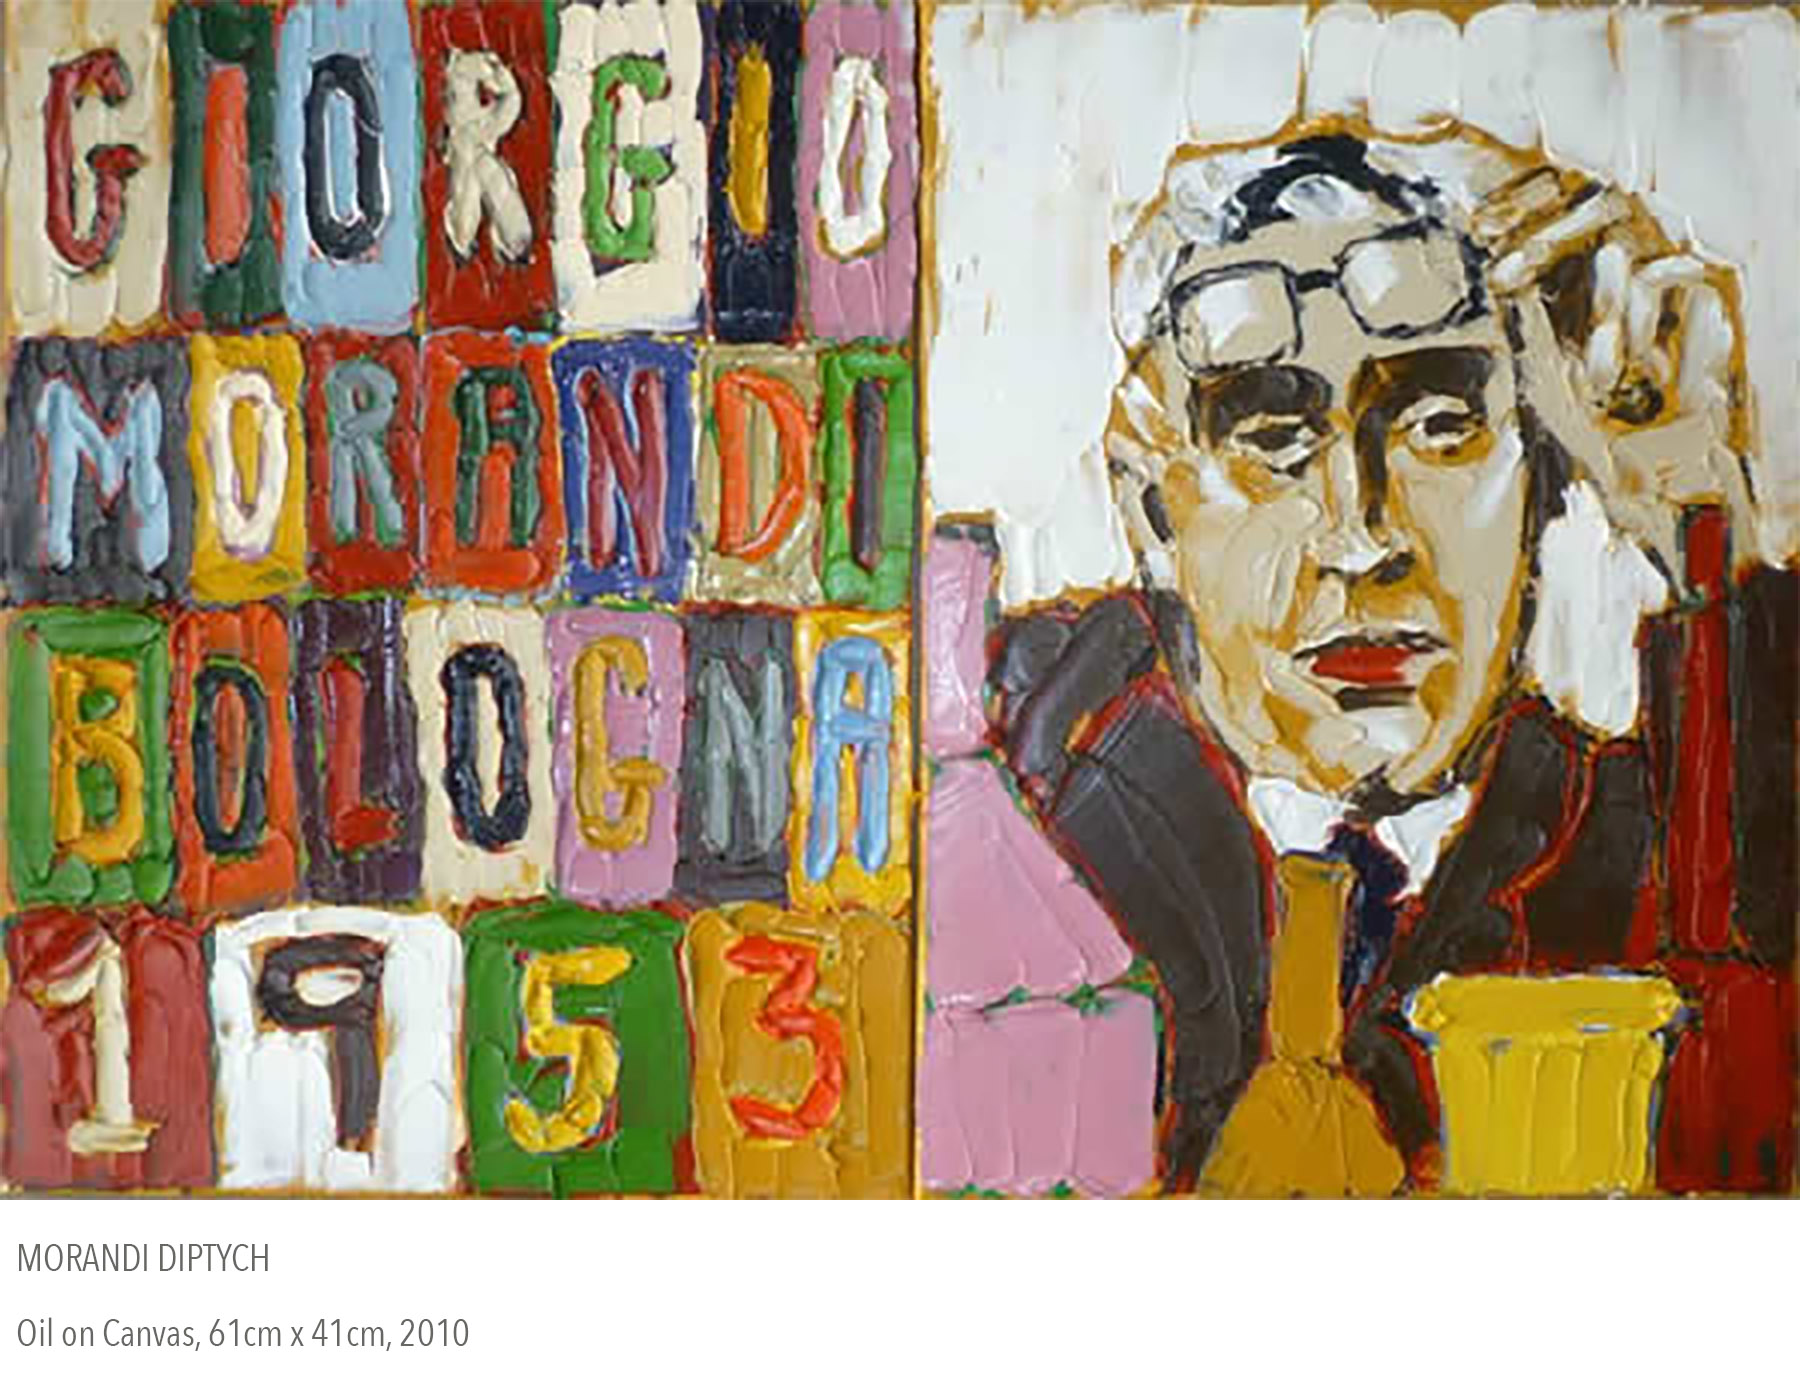 GIORGIO
MORANDI
BOLOGNA
1953
MORANDI DIPTYCH
Oil on Canvas, 61cm x 41cm, 2010